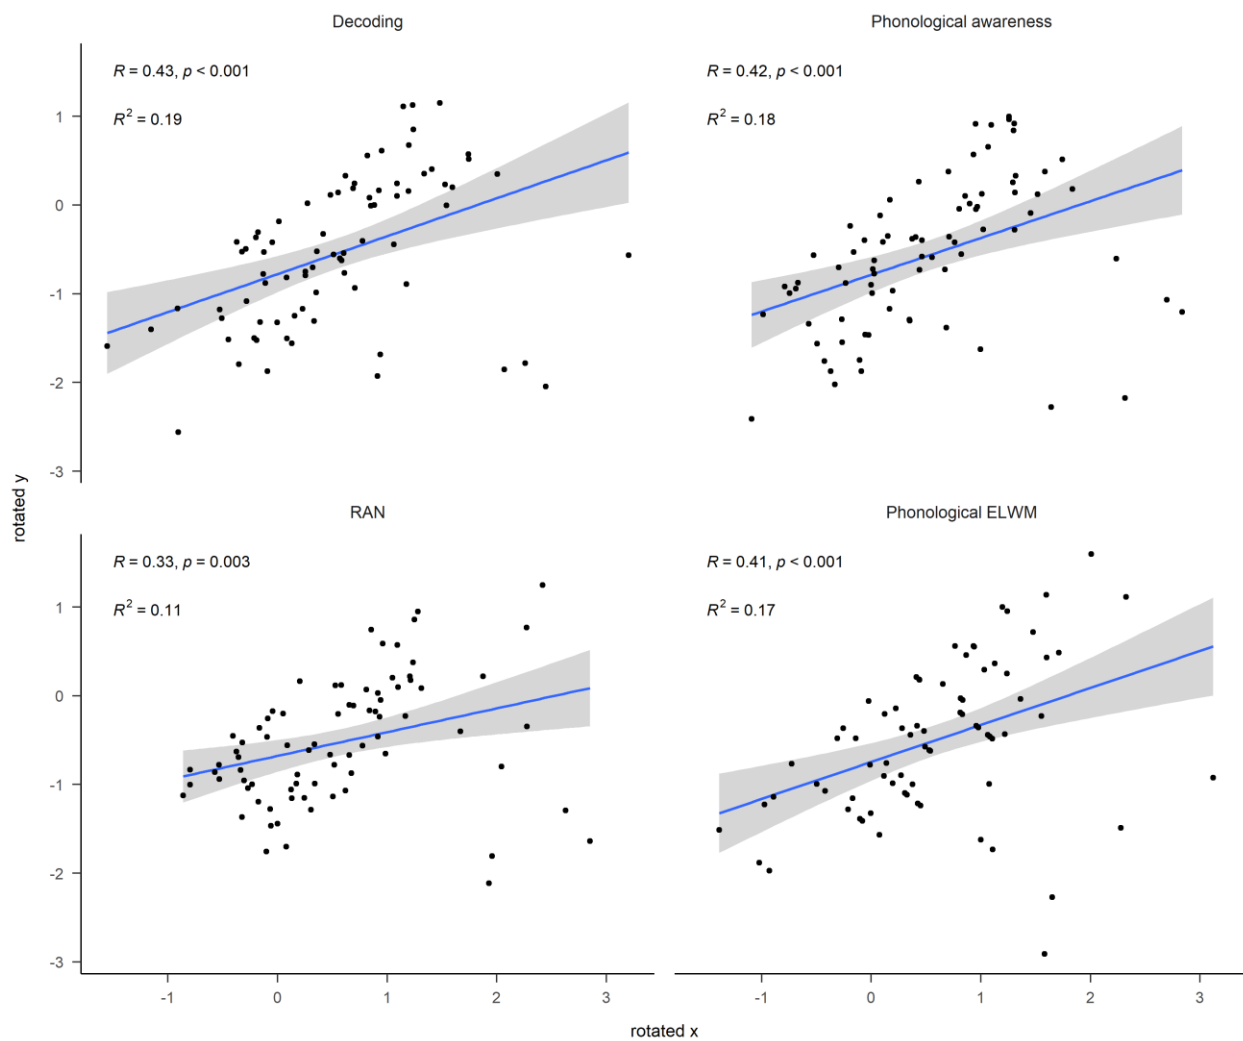 Decoding
Phonological awareness
R = 0.43, p < 0.001
R² = 0.19
R = 0.42, p < 0.001
R² = 0.18
1
0
-1
-2
-3
RAN
Phonological ELWM
R = 0.33, p = 0.003
R² = 0.11
R = 0.41, p < 0.001
R² = 0.17
1
0
-1
-2
-3
rotated y
-1 0 1 2 3
-1 0 1 2 3
rotated x